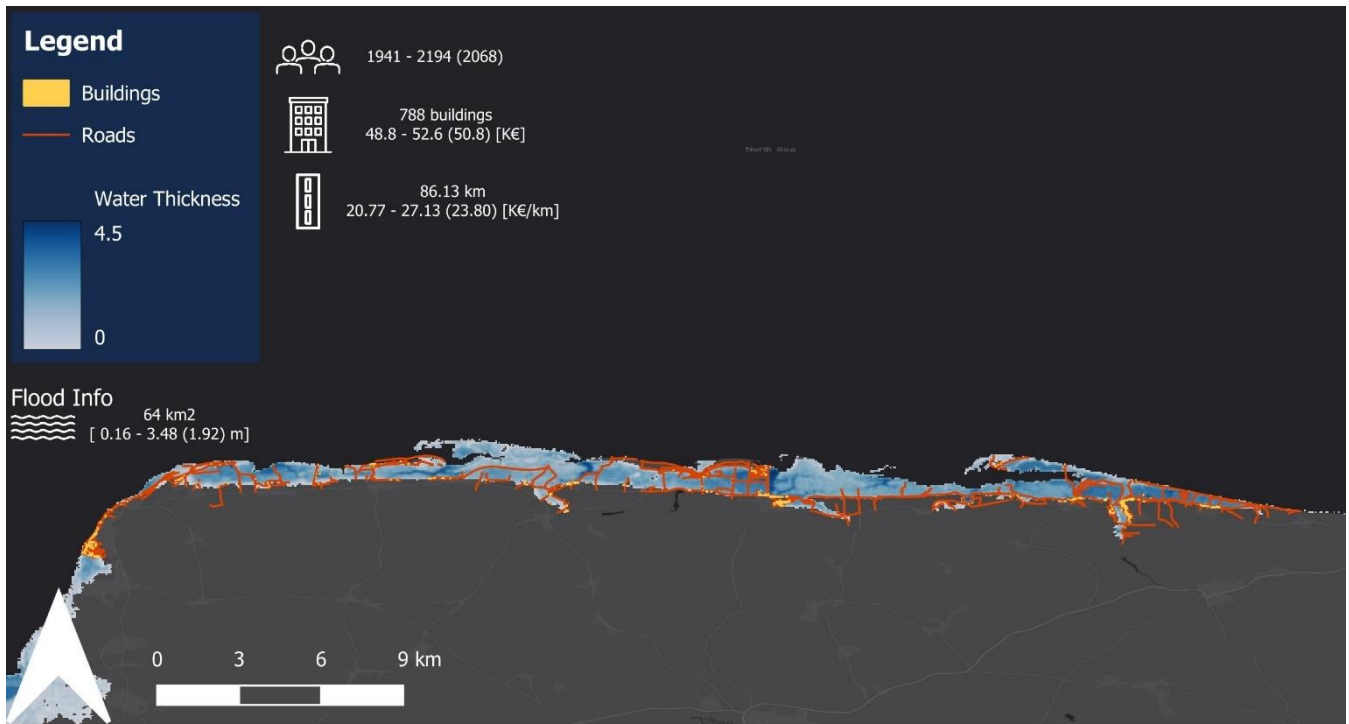 Legend
Buildings
Roads
Water Thickness
4.5
0
1941 - 2194 (2068)
788 buildings
48.8 - 52.6 (50.8) [K€]
86.13 km
20.77 - 27.13 (23.80) [K€/km]
North Sea
Flood Info
64 km2
[ 0.16 - 3.48 (1.92) m]
0 3 6 9 km